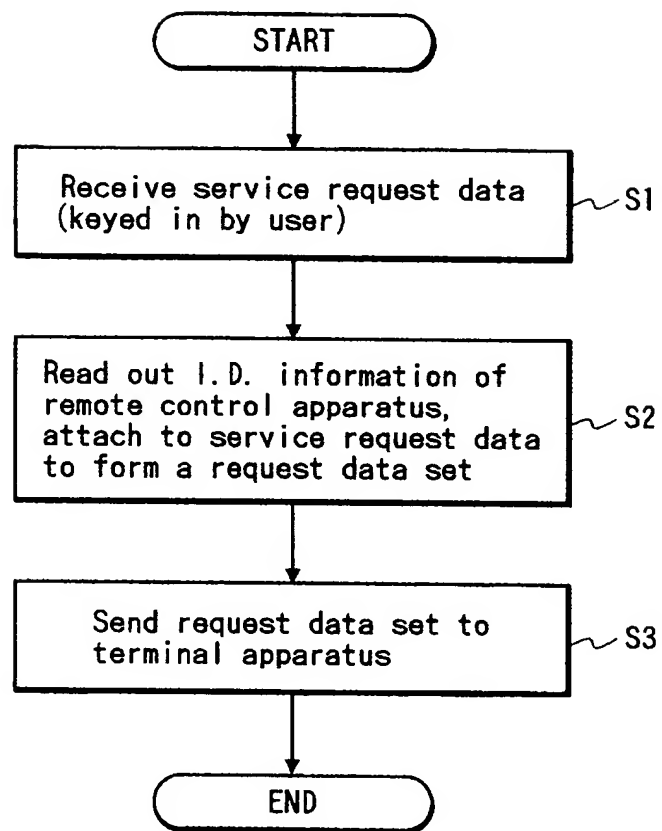 START
Receive service request data
(keyed in by user)
S1
Read out I.D. information of
remote control apparatus,
attach to service request data
to form a request data set
S2
Send request data set to
terminal apparatus
S3
END